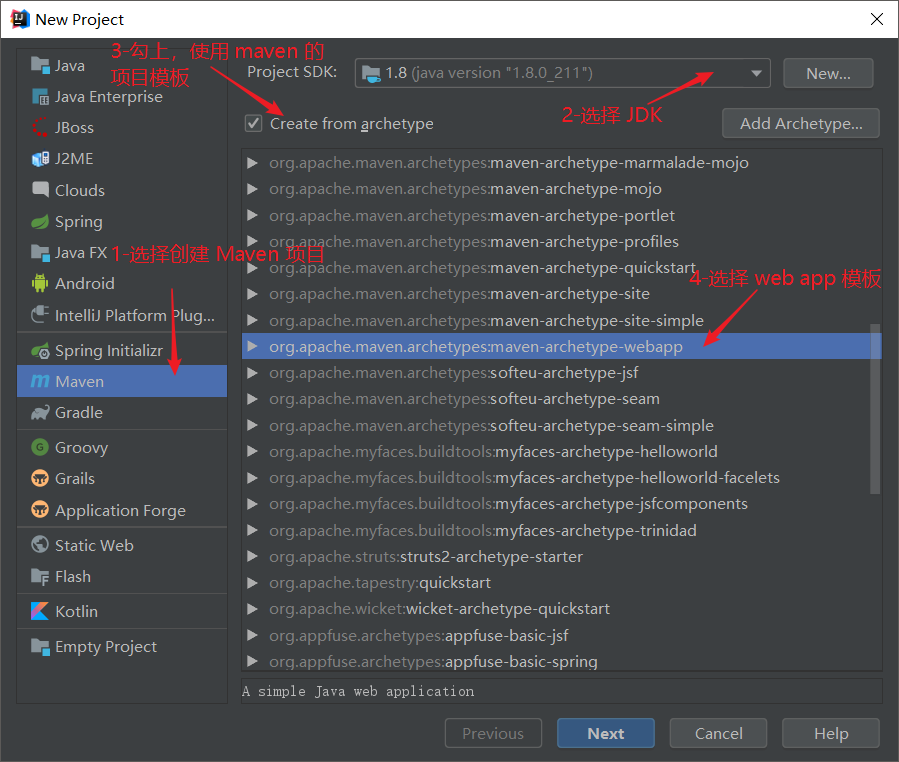 New Project
3-勾上，使用 maven 的
项目模板
Project SDK:
1.8 (java version "1.8.0_211")
New...
2-选择 JDK
Create from archetype
Add Archetype...
Java
Java Enterprise
JBoss
J2ME
Clouds
Spring
Java FX
1-选择创建 Maven 项目
Android
IntelliJ Platform Plug...
Spring Initializr
Maven
Gradle
Groovy
Grails
Application Forge
Static Web
Flash
Kotlin
Empty Project
org.apache.maven.archetypes:maven-archetype-marmalade-mojo
org.apache.maven.archetypes:maven-archetype-mojo
org.apache.maven.archetypes:maven-archetype-portlet
org.apache.maven.archetypes:maven-archetype-profiles
org.apache.maven.archetypes:maven-archetype-quickstart
4-选择 web app 模板
org.apache.maven.archetypes:maven-archetype-site
org.apache.maven.archetypes:maven-archetype-site-simple
org.apache.maven.archetypes:maven-archetype-webapp
org.apache.maven.archetypes:softeu-archetype-jsf
org.apache.maven.archetypes:softeu-archetype-seam
org.apache.maven.archetypes:softeu-archetype-seam-simple
org.apache.myfaces.buildtools:myfaces-archetype-helloworld
org.apache.myfaces.buildtools:myfaces-archetype-helloworld-facelets
org.apache.myfaces.buildtools:myfaces-archetype-jsfcomponents
org.apache.myfaces.buildtools:myfaces-archetype-trinidad
org.apache.struts:struts2-archetype-starter
org.apache.tapestry:quickstart
org.apache.wicket:wicket-archetype-quickstart
org.appfuse.archetypes:appfuse-basic-jsf
org.appfuse.archetypes:appfuse-basic-spring
A simple Java web application
Previous
Next
Cancel
Help